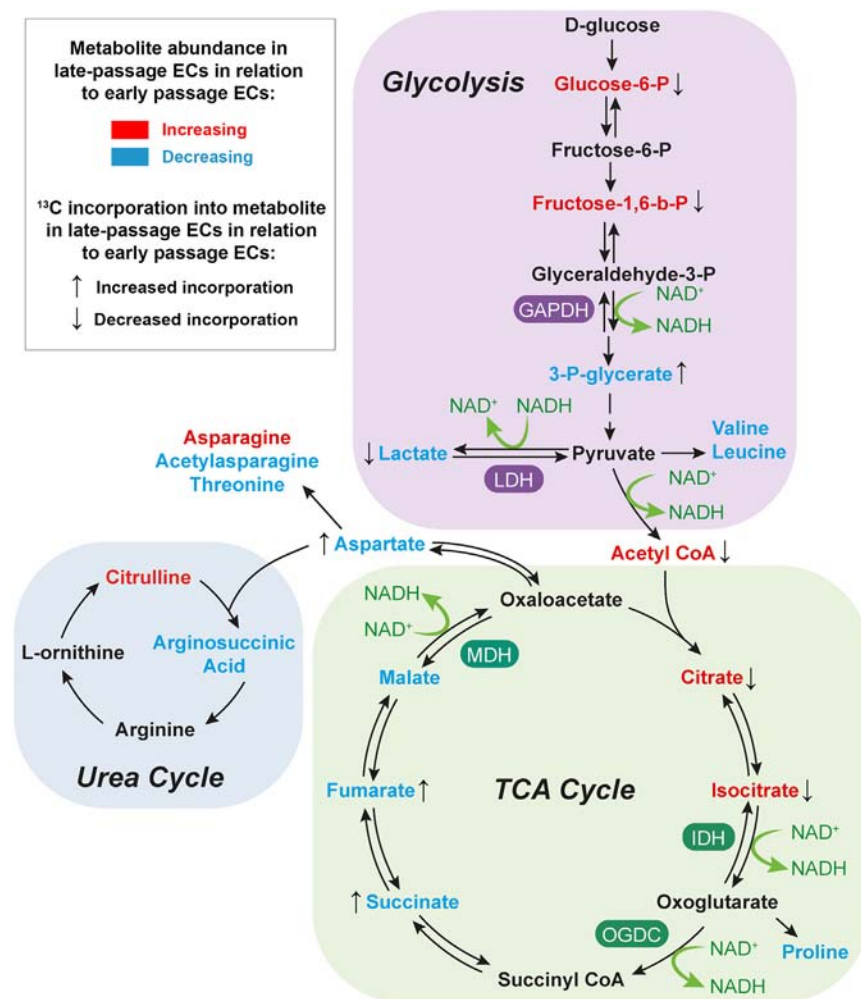 Metabolite abundance in
late-passage ECs in relation
to early passage ECs:
Increasing
Decreasing
¹³C incorporation into metabolite
in late-passage ECs in relation
to early passage ECs:
↑ Increased incorporation
↓ Decreased incorporation
Glycolysis
D-glucose
Glucose-6-P ↓
Fructose-6-P
Fructose-1,6-b-P ↓
Glyceraldehyde-3-P
GAPDH
NAD⁺
NADH
3-P-glycerate ↑
NAD⁺ NADH
↓ Lactate
Pyruvate
Valine
Leucine
LDH
NAD⁺
NADH
Acetyl CoA ↓
Asparagine
Acetylasparagine
Threonine
↑ Aspartate
Citrulline
L-ornithine
Arginosuccinic
Acid
Arginine
Urea Cycle
Oxaloacetate
NADH
NAD⁺
MDH
Malate
Citrate ↓
Fumarate ↑
TCA Cycle
Isocitrate ↓
IDH
NAD⁺
NADH
↑ Succinate
Oxoglutarate
OGDC
NAD⁺
NADH
Proline
Succinyl CoA